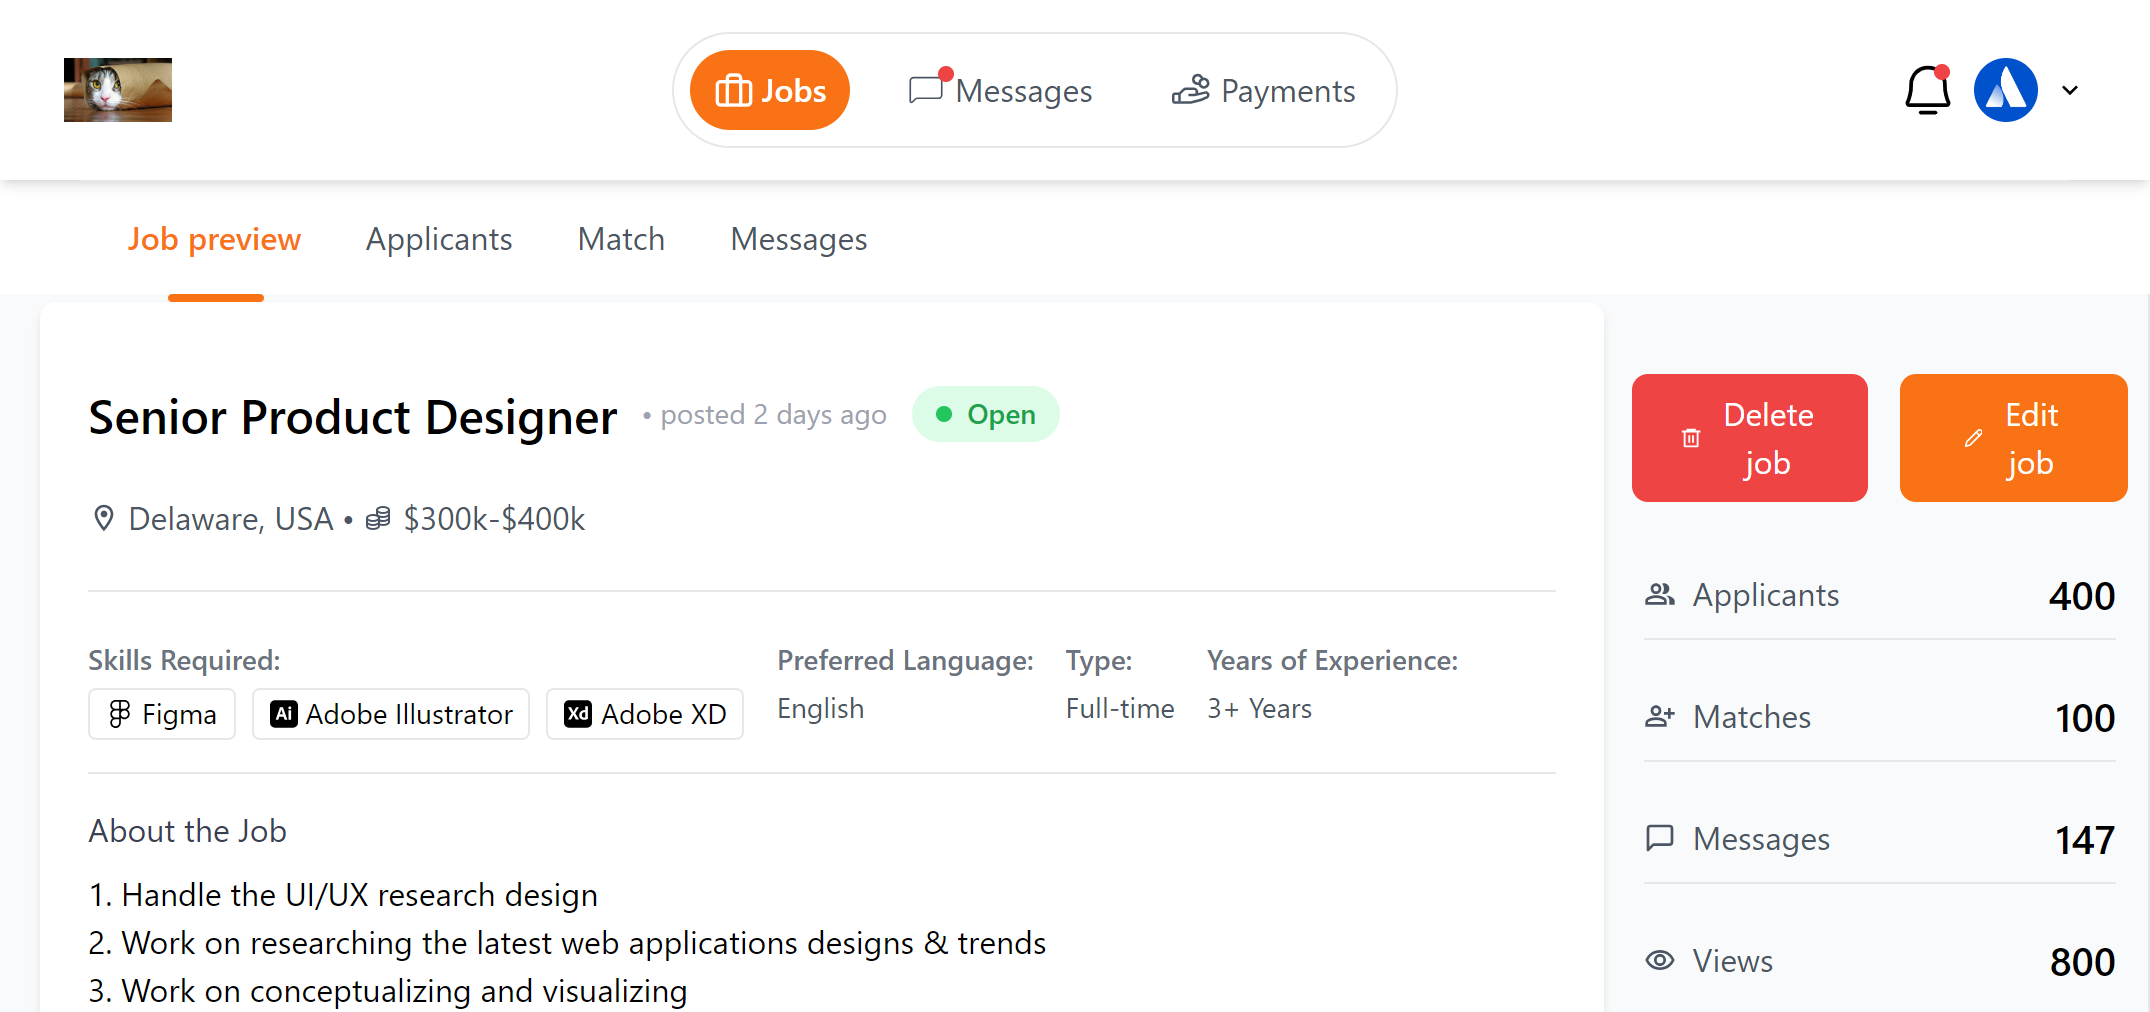 Jobs
Messages
Payments
Job preview
Applicants
Match
Messages
Senior Product Designer
• posted 2 days ago
Open
Delaware, USA • $300k-$400k
Skills Required:
Figma
Ai Adobe Illustrator
Xd Adobe XD
Preferred Language:
English
Type:
Full-time
Years of Experience:
3+ Years
About the Job
1. Handle the UI/UX research design
2. Work on researching the latest web applications designs & trends
3. Work on conceptualizing and visualizing
Delete
job
Edit
job
Applicants 400
Matches 100
Messages 147
Views 800